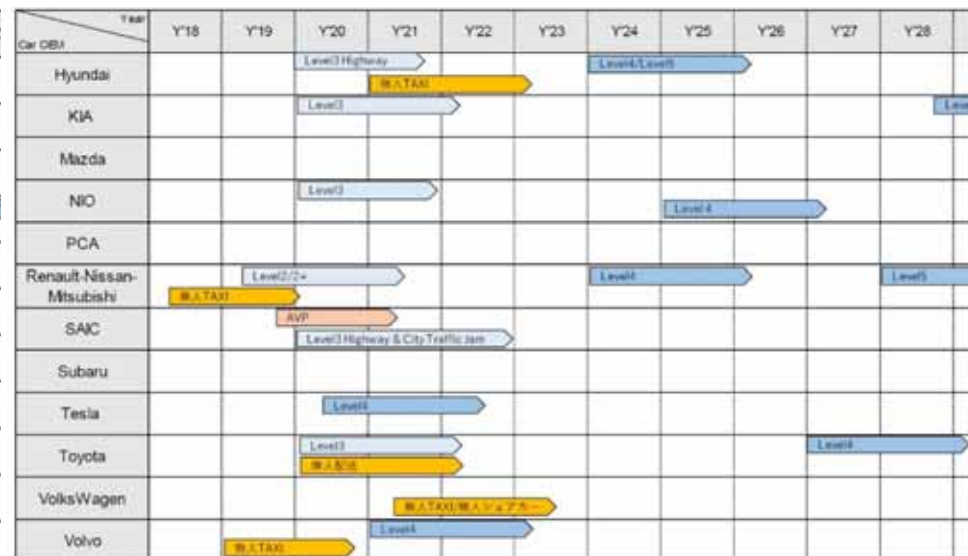 Year
Car OEM
Y'18 Y'19 Y'20 Y'21 Y'22 Y'23 Y'24 Y'25 Y'26 Y'27 Y'28
Hyundai
Level3 Highway
Level4/Level5
無人TAXI
KIA
Level3
Mazda
NIO
Level3
Level 4
PCA
Renault-Nissan-
Mitsubishi
Level2/2+
Level4
Level5
無人TAXI
SAIC
AVP
Level3 Highway & City Traffic Jam
Subaru
Tesla
Level4
Toyota
Level3
Level4
無人配送
VolksWagen
無人TAXI/無人シェアカー
Volvo
Level4
無人TAXI